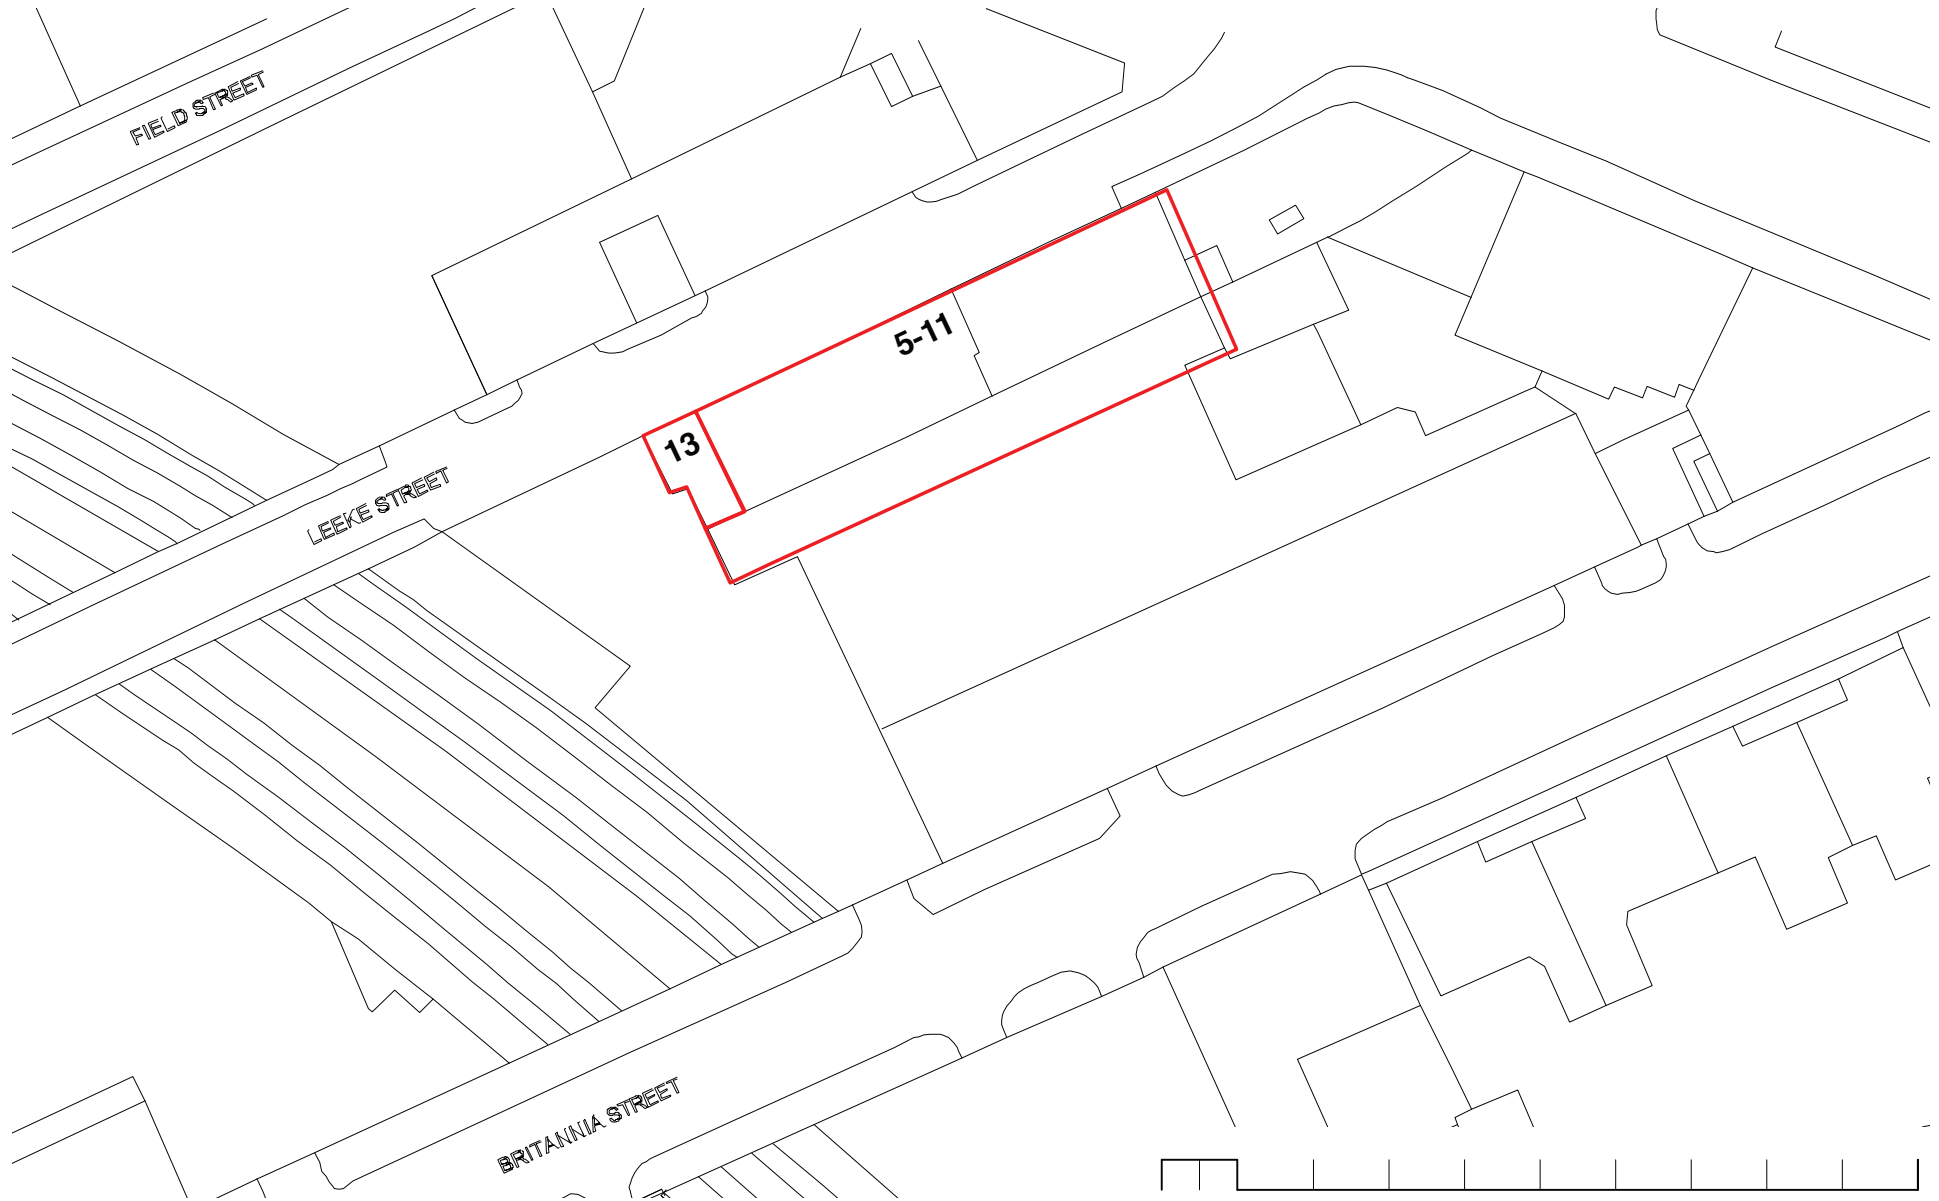 FIELD STREET
5-11
13
LEEKE STREET
BRITANNIA STREET